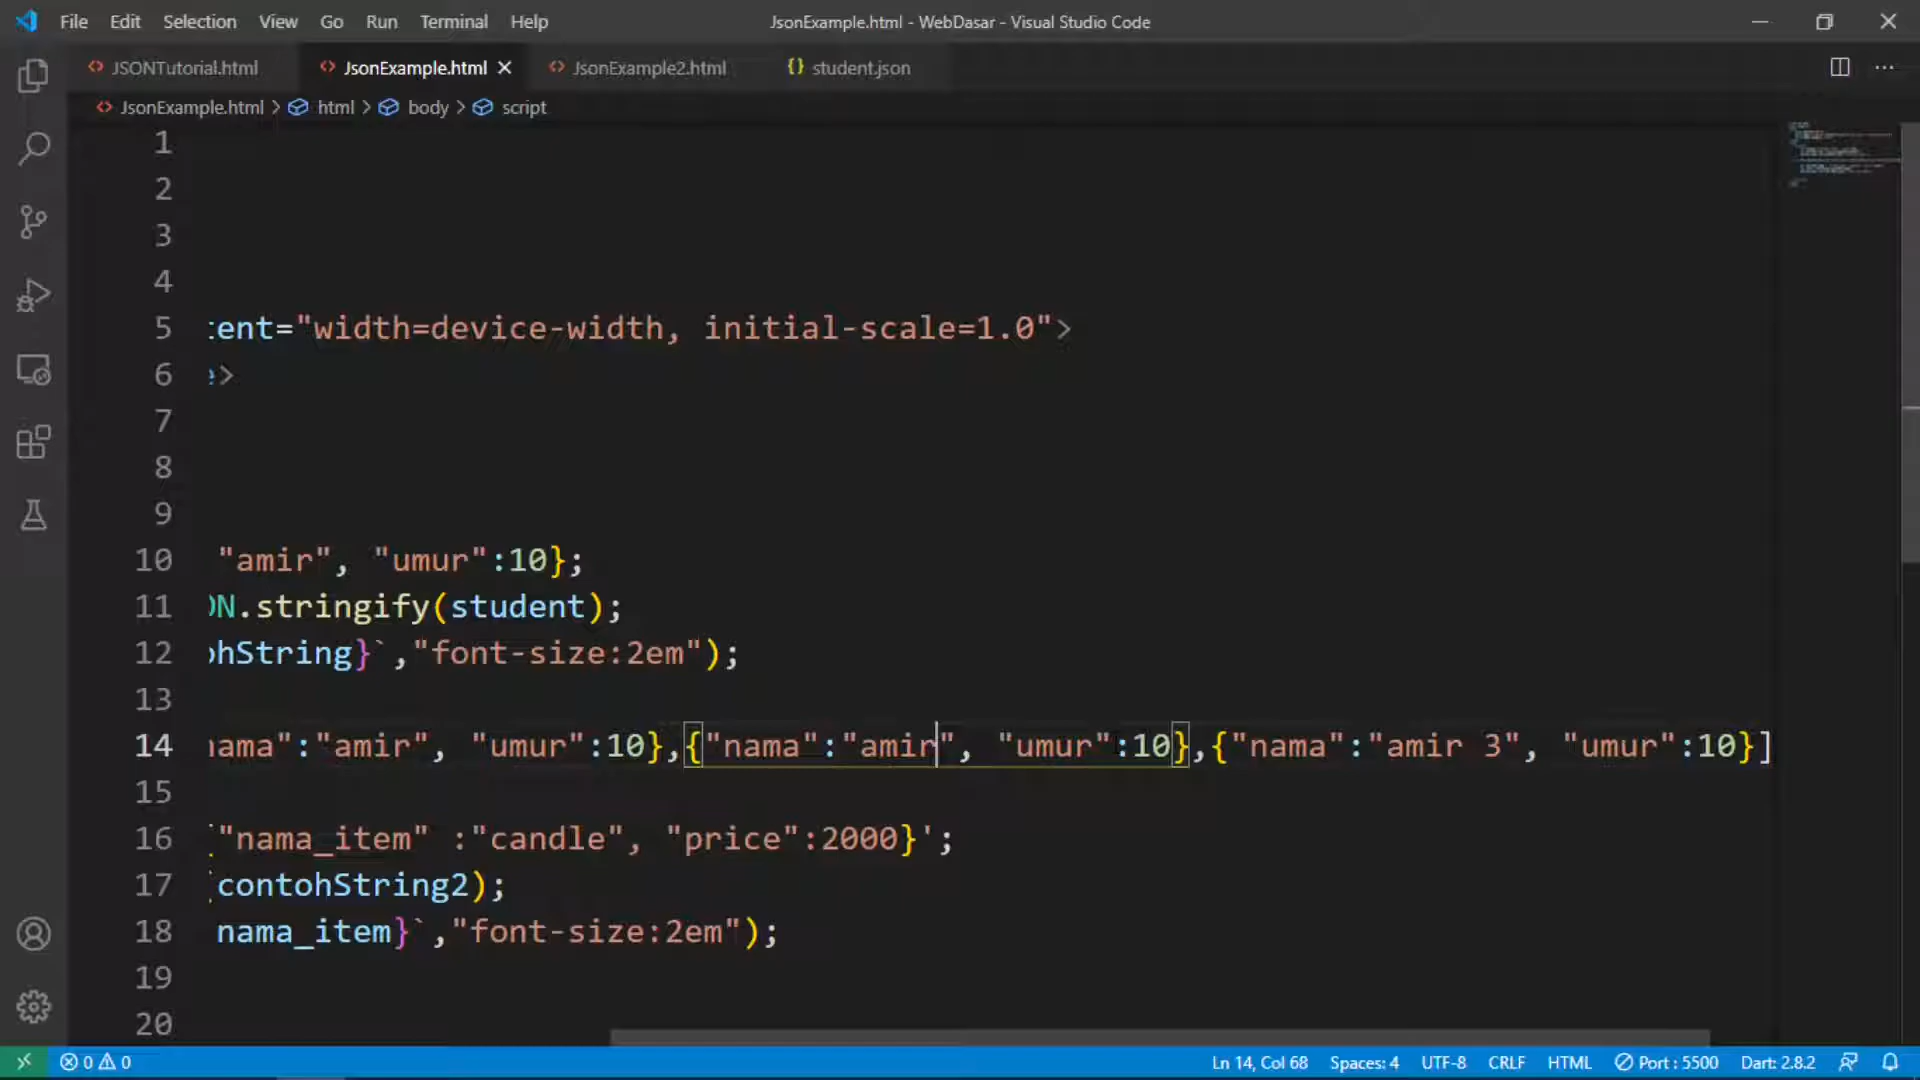 File Edit Selection View Go Run Terminal Help JsonExample.html - WebDasar - Visual Studio Code
JSONTutorial.html JsonExample.html JsonExample2.html {} student.json
JsonExample.html > html > body > script
1
2
3
4
5 tent="width=device-width, initial-scale=1.0">
6 e>
7
8
9
10 "amir", "umur":10};
11 ON.stringify(student);
12 ohString}`,"font-size:2em");
13
14 nama":"amir", "umur":10},{"nama":"amir", "umur":10},{"nama":"amir 3", "umur":10}]
15
16 "nama_item" :"candle", "price":2000}';
17 (contohString2);
18 nama_item}`,"font-size:2em");
19
20
0 0 Ln 14, Col 68 Spaces: 4 UTF-8 CRLF HTML Port : 5500 Dart: 2.8.2